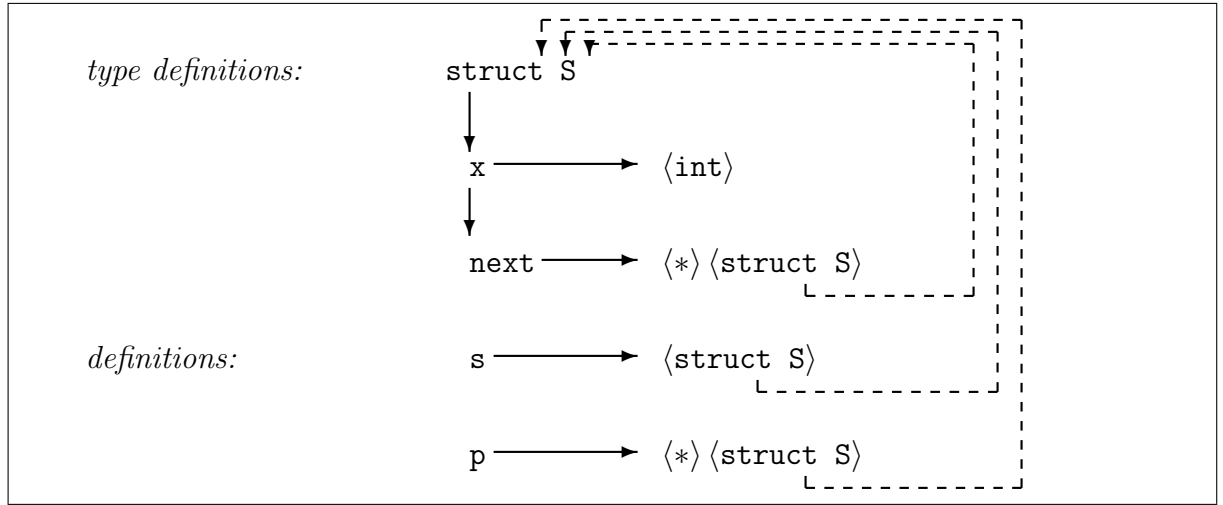 type definitions: struct S
x ⟨int⟩
next ⟨*⟩ ⟨struct S⟩
definitions: s ⟨struct S⟩
p ⟨*⟩ ⟨struct S⟩